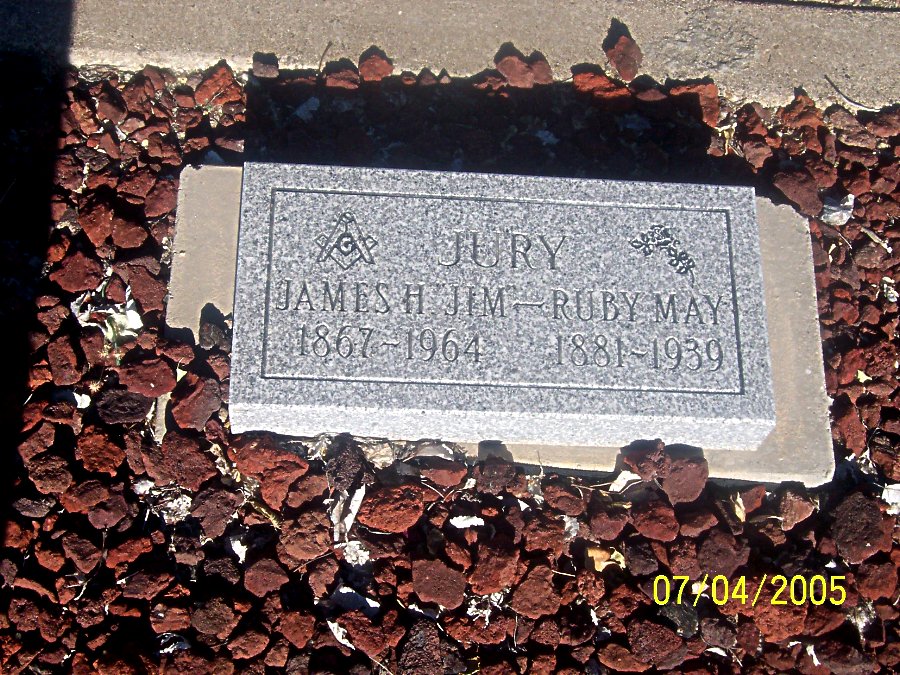 G
JURY
JAMES H "JIM" — RUBY MAY
1867 - 1964 1881 - 1939
07/04/2005